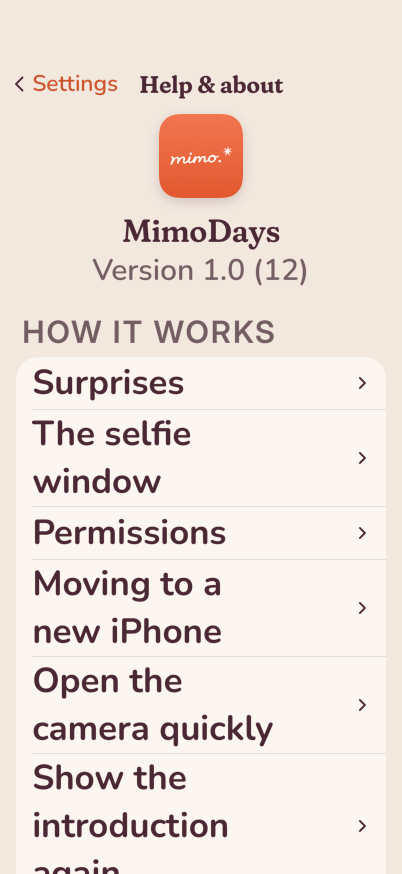 Settings
Help & about
mimo.*
MimoDays
Version 1.0 (12)
HOW IT WORKS
Surprises
The selfie
window
Permissions
Moving to a
new iPhone
Open the
camera quickly
Show the
introduction
again